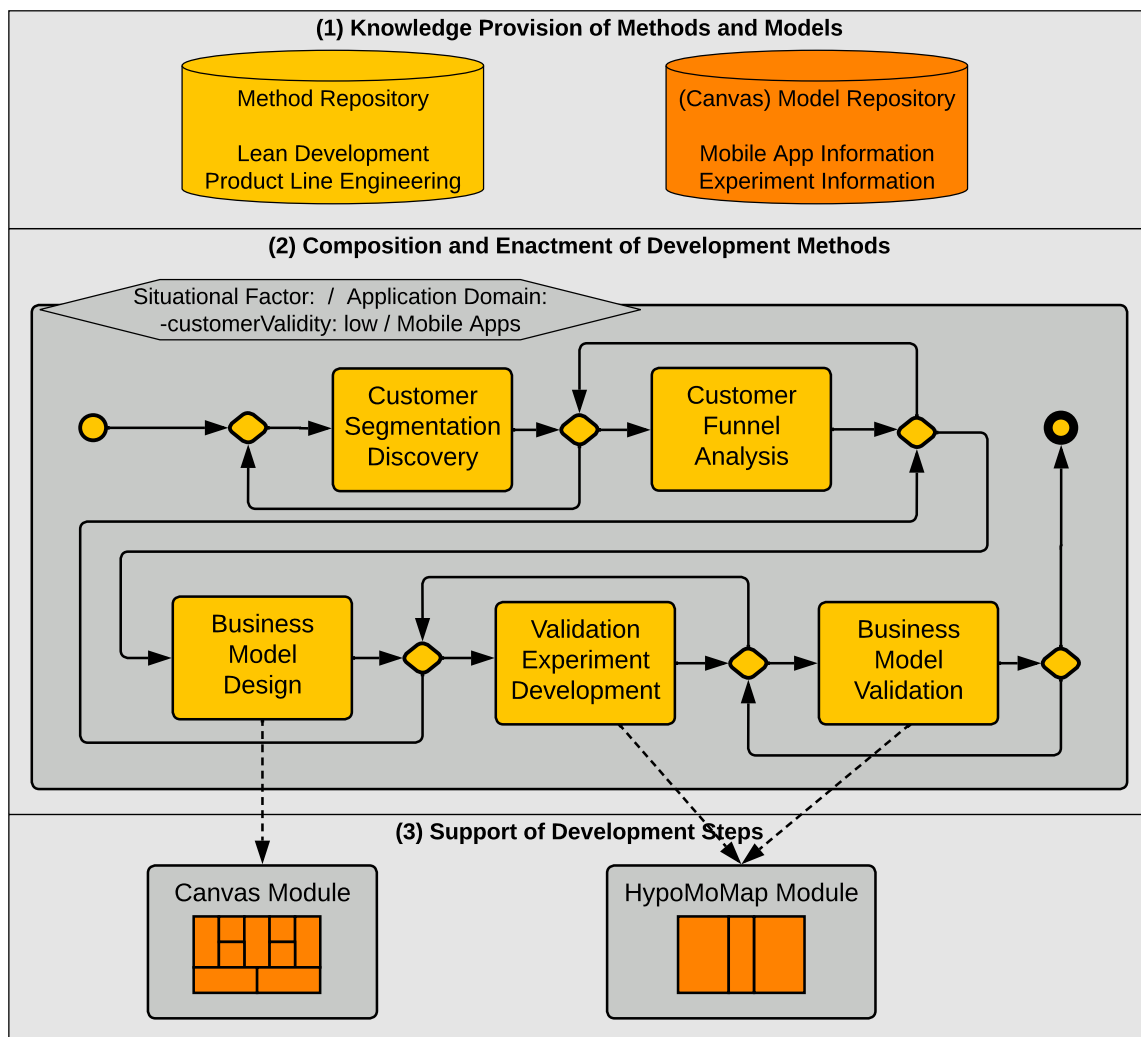 (1) Knowledge Provision of Methods and Models
Method Repository
Lean Development
Product Line Engineering
(Canvas) Model Repository
Mobile App Information
Experiment Information
(2) Composition and Enactment of Development Methods
Situational Factor:  /  Application Domain:
-customerValidity: low / Mobile Apps
Customer
Segmentation
Discovery
Customer
Funnel
Analysis
Business
Model
Design
Validation
Experiment
Development
Business
Model
Validation
(3) Support of Development Steps
Canvas Module
HypoMoMap Module